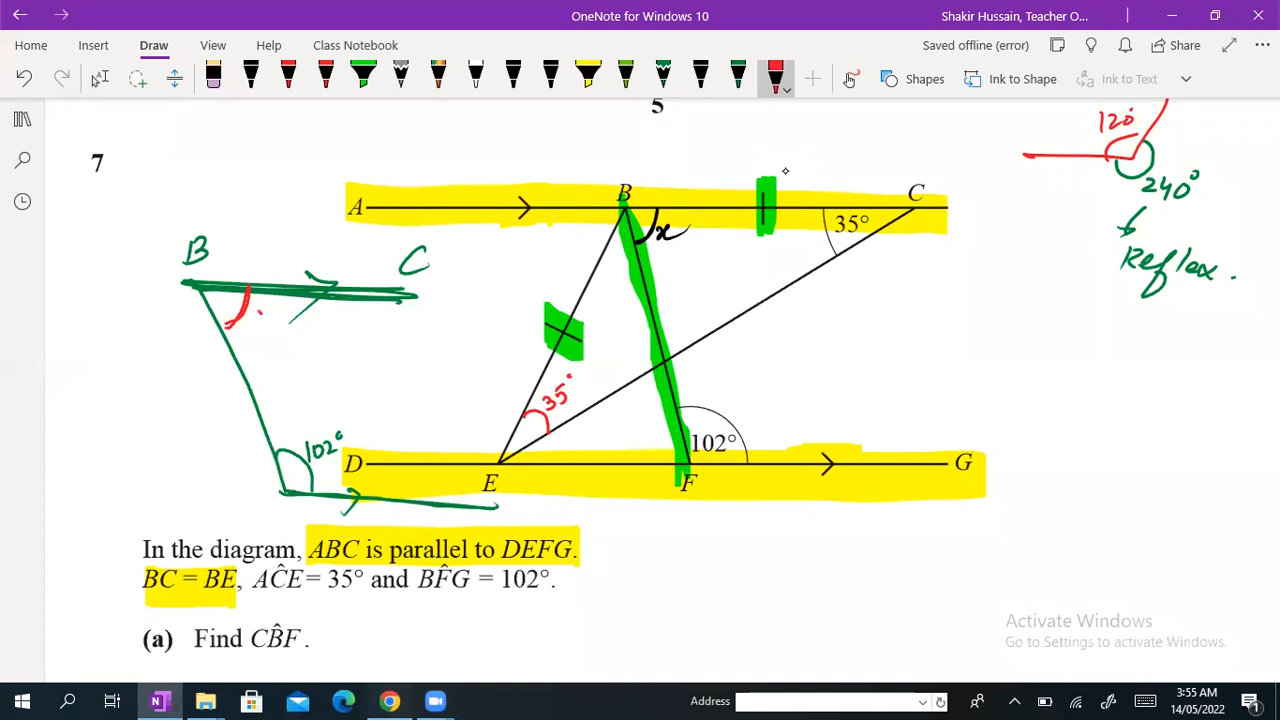 OneNote for Windows 10
Shakir Hussain, Teacher O...
Home Insert Draw View Help Class Notebook
Saved offline (error) Share
Shapes Ink to Shape Ink to Text
5
7
120°
240°
Reflex.
A B C
35°
x
B C
35°
102°
102°
D E F G
In the diagram, ABC is parallel to DEFG.
BC = BE, AĈE = 35° and BF̂G = 102°.
(a) Find CB̂F.
Activate Windows
Go to Settings to activate Windows.
Address
3:55 AM
14/05/2022
1